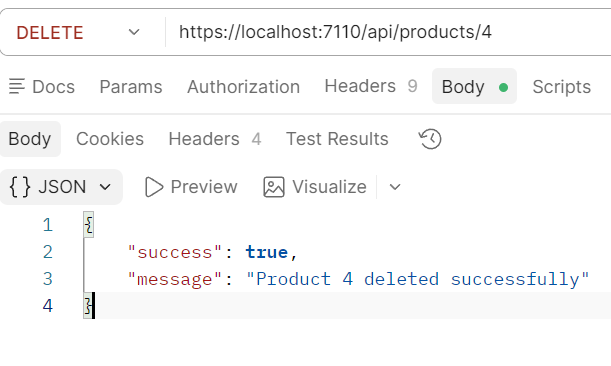 DELETE https://localhost:7110/api/products/4
Docs Params Authorization Headers 9 Body Scripts
Body Cookies Headers 4 Test Results
{} JSON Preview Visualize
1 {
2 "success": true,
3 "message": "Product 4 deleted successfully"
4 }